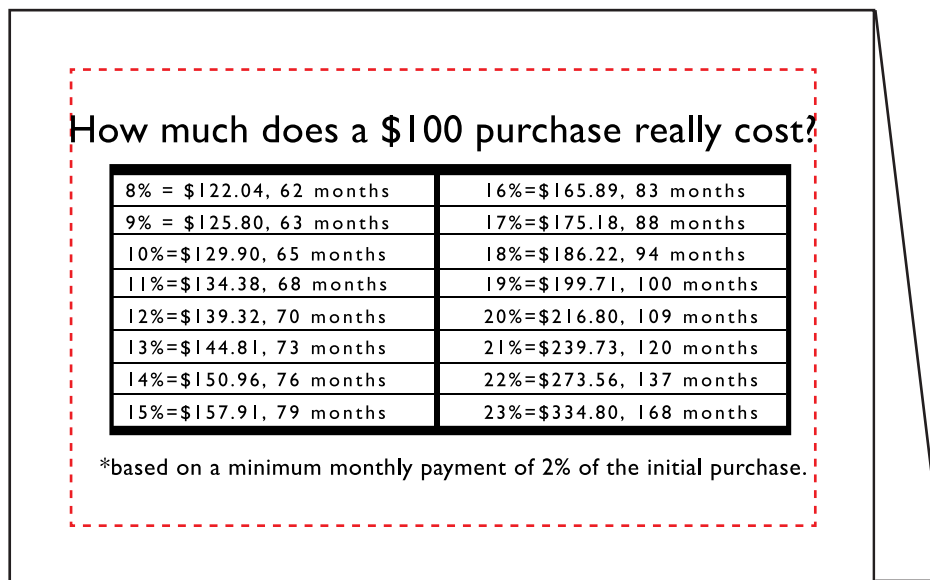 How much does a $100 purchase really cost?
8% = $122.04, 62 months
16%=$165.89, 83 months
9% = $125.80, 63 months
17%=$175.18, 88 months
10%=$129.90, 65 months
18%=$186.22, 94 months
11%=$134.38, 68 months
19%=$199.71, 100 months
12%=$139.32, 70 months
20%=$216.80, 109 months
13%=$144.81, 73 months
21%=$239.73, 120 months
14%=$150.96, 76 months
22%=$273.56, 137 months
15%=$157.91, 79 months
23%=$334.80, 168 months
*based on a minimum monthly payment of 2% of the initial purchase.